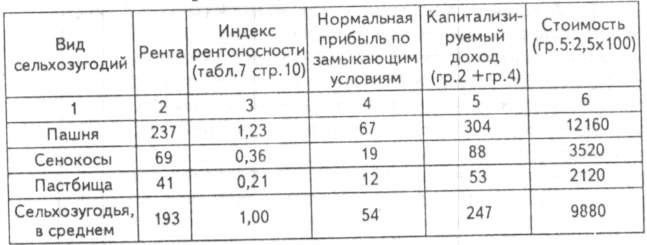 Вид сельхозугодий | Рента | Индекс рентоносности (табл.7 стр.10) | Нормальная прибыль по замыкающим условиям | Капитализируемый доход (гр.2 +гр.4) | Стоимость (гр.5:2,5x100)
1 | 2 | 3 | 4 | 5 | 6
Пашня | 237 | 1,23 | 67 | 304 | 12160
Сенокосы | 69 | 0,36 | 19 | 88 | 3520
Пастбища | 41 | 0,21 | 12 | 53 | 2120
Сельхозугодья, в среднем | 193 | 1,00 | 54 | 247 | 9880